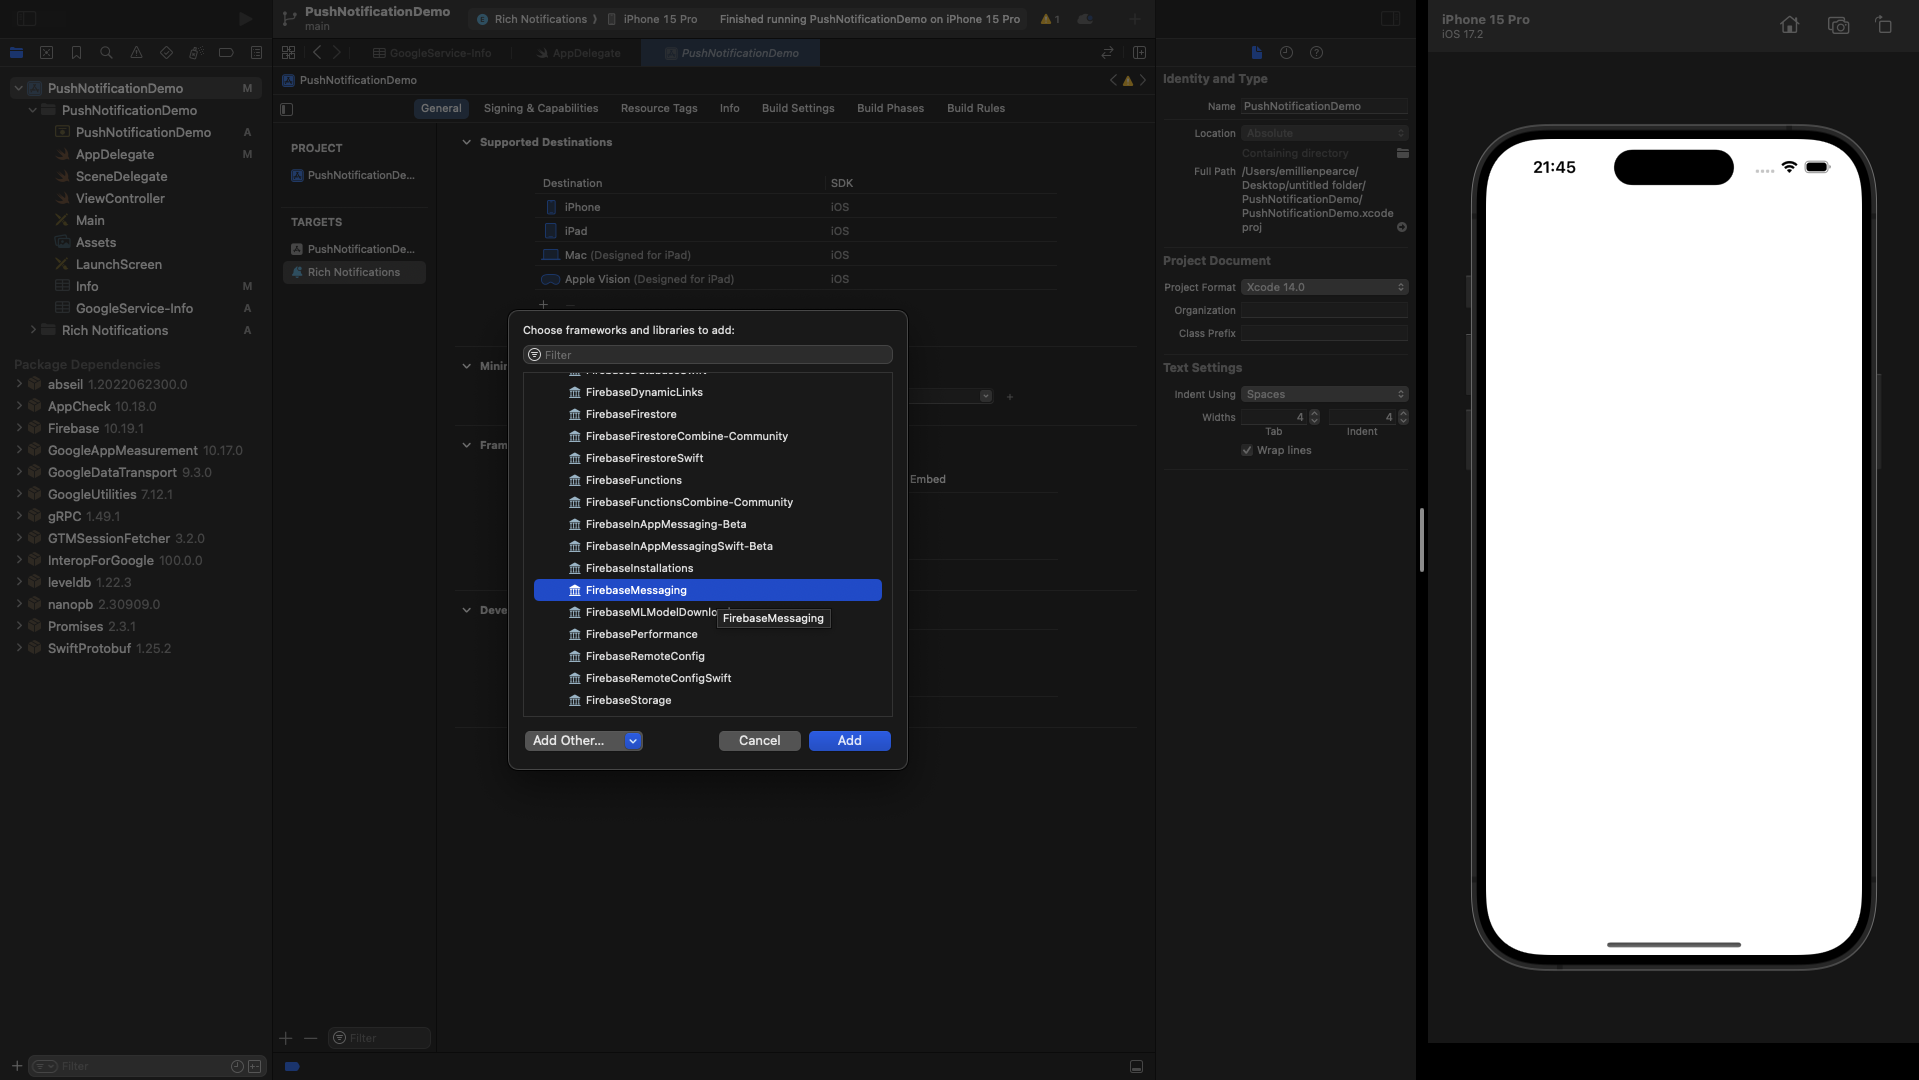 PushNotificationDemo
main
Rich Notifications
iPhone 15 Pro
Finished running PushNotificationDemo on iPhone 15 Pro
1
GoogleService-Info
AppDelegate
PushNotificationDemo
PushNotificationDemo
General
Signing & Capabilities
Resource Tags
Info
Build Settings
Build Phases
Build Rules
PushNotificationDemo M
PushNotificationDemo
PushNotificationDemo A
AppDelegate M
SceneDelegate
ViewController
Main
Assets
LaunchScreen
Info M
GoogleService-Info A
Rich Notifications A
Package Dependencies
abseil 1.2022062300.0
AppCheck 10.18.0
Firebase 10.19.1
GoogleAppMeasurement 10.17.0
GoogleDataTransport 9.3.0
GoogleUtilities 7.12.1
gRPC 1.49.1
GTMSessionFetcher 3.2.0
InteropForGoogle 100.0.0
leveldb 1.22.3
nanopb 2.30909.0
Promises 2.3.1
SwiftProtobuf 1.25.2
Filter
PROJECT
PushNotificationDe...
TARGETS
PushNotificationDe...
Rich Notifications
Filter
Supported Destinations
Destination SDK
iPhone iOS
iPad iOS
Mac (Designed for iPad) iOS
Apple Vision (Designed for iPad) iOS
Minir
Fram
Embed
Deve
Choose frameworks and libraries to add:
Filter
FirebaseDynamicLinks
FirebaseFirestore
FirebaseFirestoreCombine-Community
FirebaseFirestoreSwift
FirebaseFunctions
FirebaseFunctionsCombine-Community
FirebaseInAppMessaging-Beta
FirebaseInAppMessagingSwift-Beta
FirebaseInstallations
FirebaseMessaging
FirebaseMLModelDownlo
FirebaseMessaging
FirebasePerformance
FirebaseRemoteConfig
FirebaseRemoteConfigSwift
FirebaseStorage
Add Other...
Cancel
Add
Identity and Type
Name PushNotificationDemo
Location Absolute
Containing directory
Full Path /Users/emillienpearce/
Desktop/untitled folder/
PushNotificationDemo/
PushNotificationDemo.xcode
proj
Project Document
Project Format Xcode 14.0
Organization
Class Prefix
Text Settings
Indent Using Spaces
Widths 4 4
Tab Indent
Wrap lines
iPhone 15 Pro
iOS 17.2
21:45